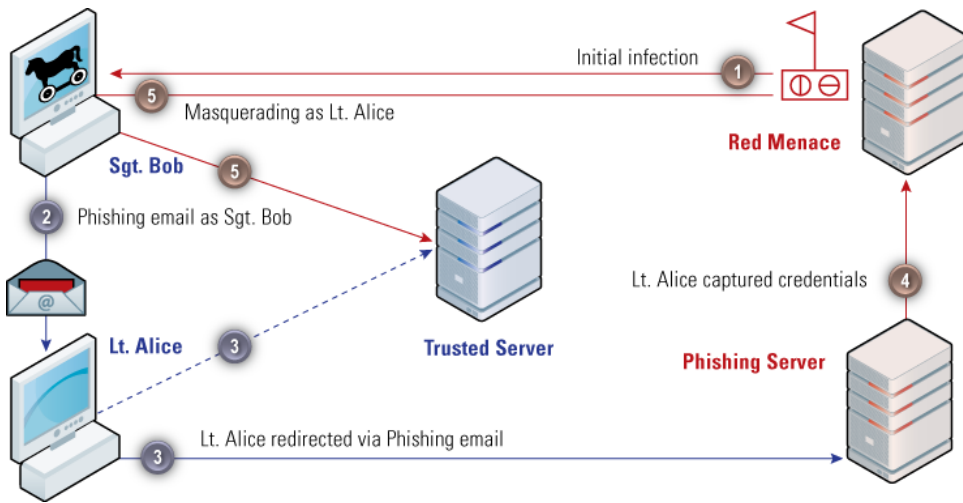 Initial infection
1
5
Masquerading as Lt. Alice
Red Menace
Sgt. Bob
5
2
Phishing email as Sgt. Bob
@
Lt. Alice captured credentials
4
Lt. Alice
3
Trusted Server
Phishing Server
Lt. Alice redirected via Phishing email
3